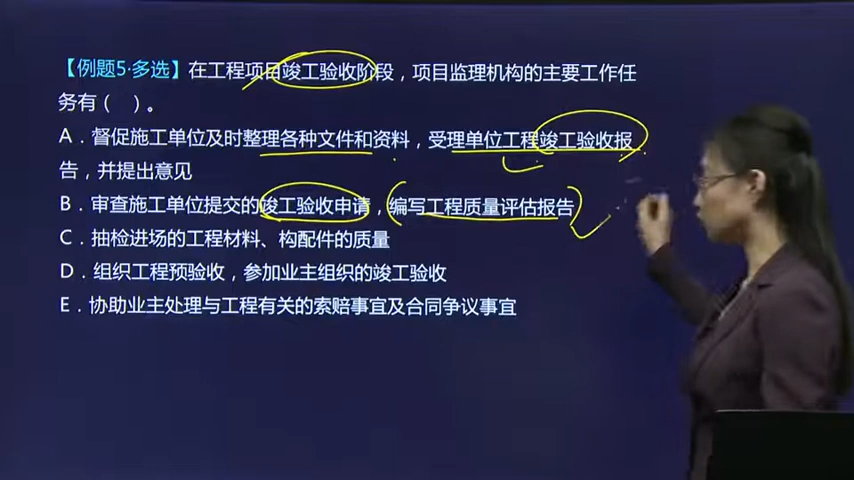 【例题5·多选】在工程项目竣工验收阶段，项目监理机构的主要工作任
务有（ ）。
A．督促施工单位及时整理各种文件和资料，受理单位工程竣工验收报
告，并提出意见
B．审查施工单位提交的竣工验收申请，编写工程质量评估报告
C．抽检进场的工程材料、构配件的质量
D．组织工程预验收，参加业主组织的竣工验收
E．协助业主处理与工程有关的索赔事宜及合同争议事宜